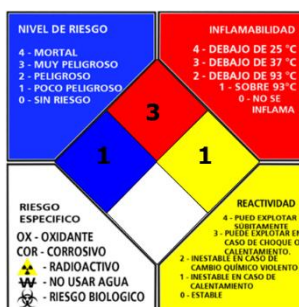 NIVEL DE RIESGO
4 - MORTAL
3 - MUY PELIGROSO
2 - PELIGROSO
1 - POCO PELIGROSO
0 - SIN RIESGO
INFLAMABILIDAD
4 - DEBAJO DE 25 °C
3 - DEBAJO DE 37 °C
2 - DEBAJO DE 93 °C
1 - SOBRE 93°C
0 - NO SE
INFLAMA
3
1
1
RIESGO
ESPECIFICO
OX - OXIDANTE
COR - CORROSIVO
- RADIOACTIVO
W - NO USAR AGUA
- RIESGO BIOLOGICO
REACTIVIDAD
4 - PUED EXPLOTAR
SÚBITAMENTE
3 - PUEDE EXPLOTAR EN
CASO DE CHOQUE O
CALENTAMIENTO.
2 - INESTABLE EN CASO DE
CAMBIO QUÍMICO VIOLENTO
1 - INESTABLE EN CASO DE
CALENTAMIENTO
0 - ESTABLE